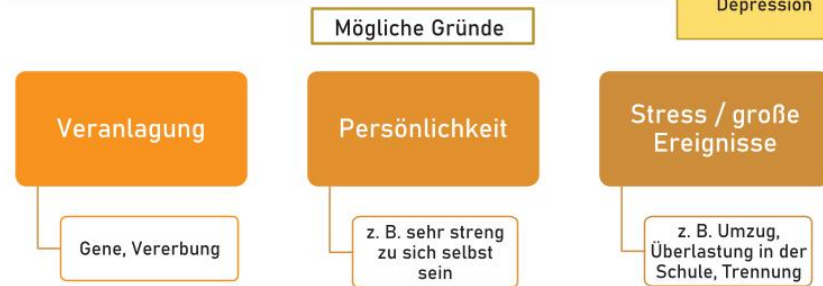 Depression
Mögliche Gründe
Veranlagung
Persönlichkeit
Stress / große
Ereignisse
Gene, Vererbung
z. B. sehr streng
zu sich selbst
sein
z. B. Umzug,
Überlastung in der
Schule, Trennung